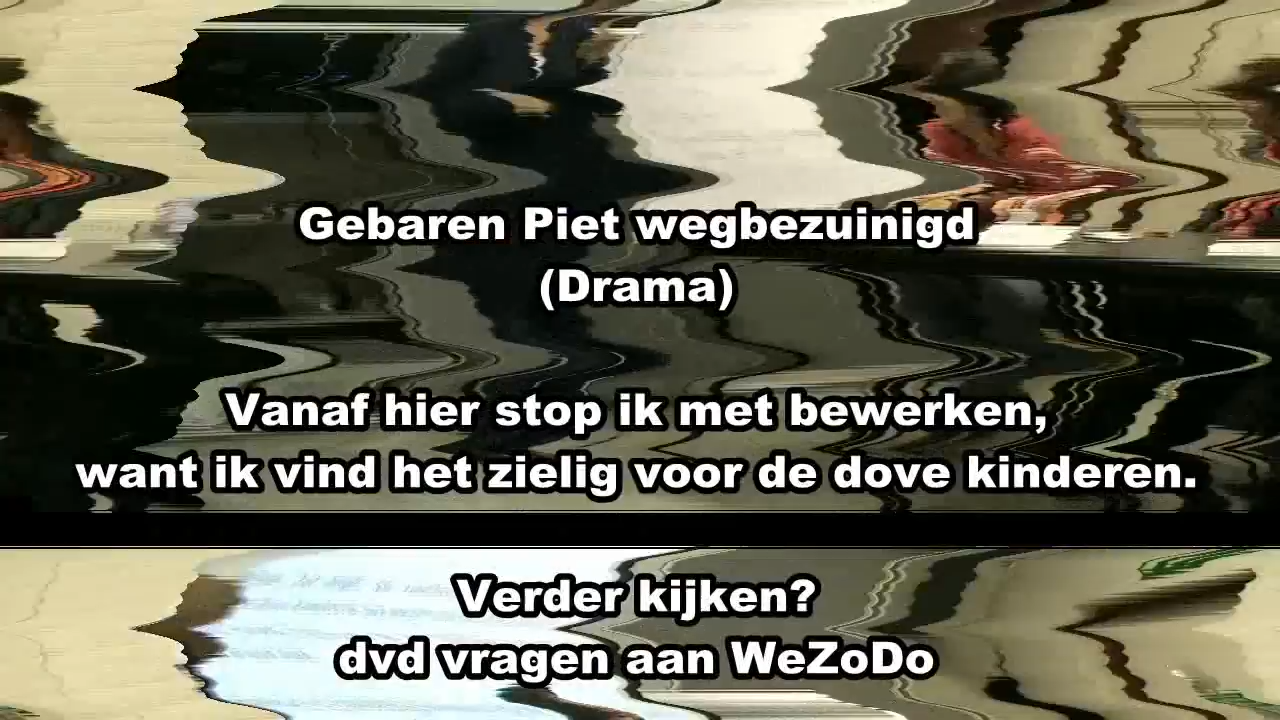 Gebaren Piet wegbezuinigd
(Drama)
Vanaf hier stop ik met bewerken,
want ik vind het zielig voor de dove kinderen.
Verder kijken?
dvd vragen aan WeZoDo